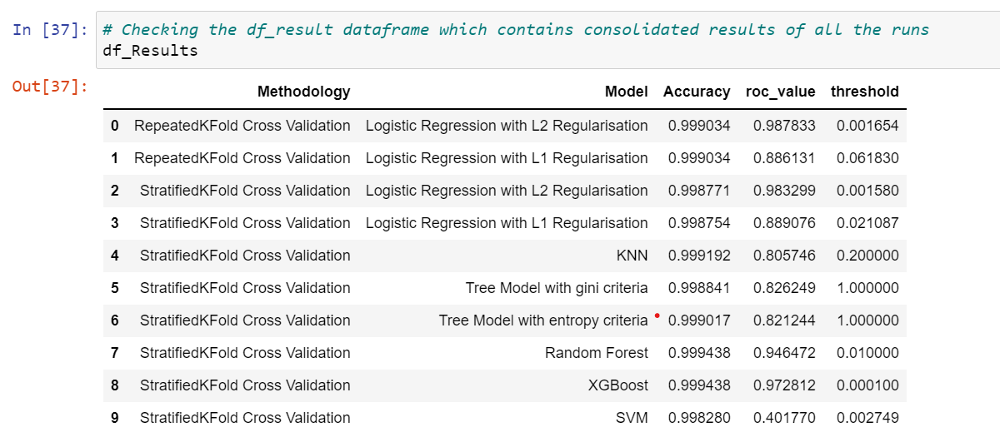 In [37]: # Checking the df_result dataframe which contains consolidated results of all the runs
df_Results
Out[37]:
Methodology Model Accuracy roc_value threshold
0 RepeatedKFold Cross Validation Logistic Regression with L2 Regularisation 0.999034 0.987833 0.001654
1 RepeatedKFold Cross Validation Logistic Regression with L1 Regularisation 0.999034 0.886131 0.061830
2 StratifiedKFold Cross Validation Logistic Regression with L2 Regularisation 0.998771 0.983299 0.001580
3 StratifiedKFold Cross Validation Logistic Regression with L1 Regularisation 0.998754 0.889076 0.021087
4 StratifiedKFold Cross Validation KNN 0.999192 0.805746 0.200000
5 StratifiedKFold Cross Validation Tree Model with gini criteria 0.998841 0.826249 1.000000
6 StratifiedKFold Cross Validation Tree Model with entropy criteria 0.999017 0.821244 1.000000
7 StratifiedKFold Cross Validation Random Forest 0.999438 0.946472 0.010000
8 StratifiedKFold Cross Validation XGBoost 0.999438 0.972812 0.000100
9 StratifiedKFold Cross Validation SVM 0.998280 0.401770 0.002749